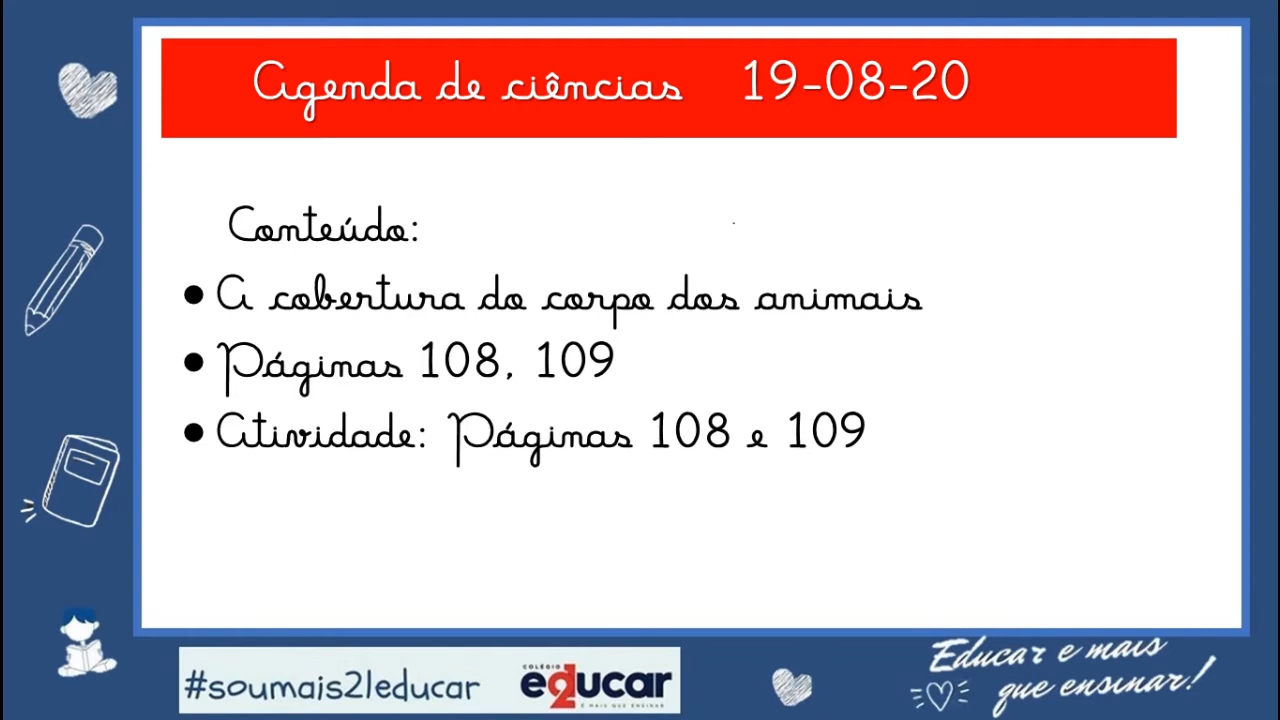 Agenda de ciências 19-08-20
Conteúdo:
• A cobertura do corpo dos animais
• Páginas 108, 109
• Atividade: Páginas 108 e 109
#soumais2leducar
COLÉGIO
educar
É MAIS QUE ENSINAR
Educar e mais
que ensinar!